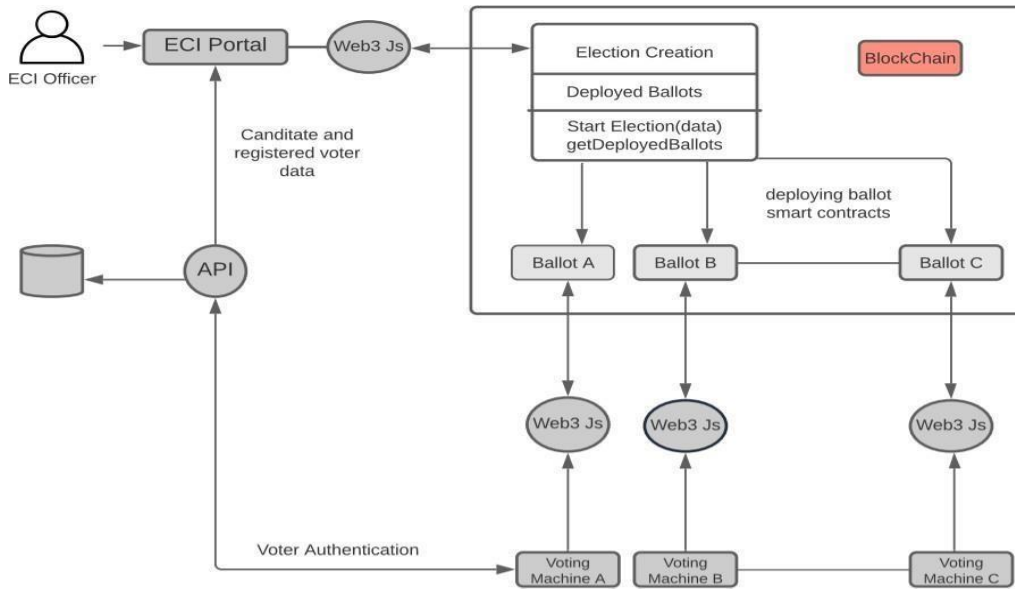 ECI Officer
ECI Portal
Web3 Js
Election Creation
Deployed Ballots
Start Election(data)
getDeployedBallots
BlockChain
Canditate and
registered voter
data
deploying ballot
smart contracts
API
Ballot A
Ballot B
Ballot C
Web3 Js
Web3 Js
Web3 Js
Voter Authentication
Voting
Machine A
Voting
Machine B
Voting
Machine C